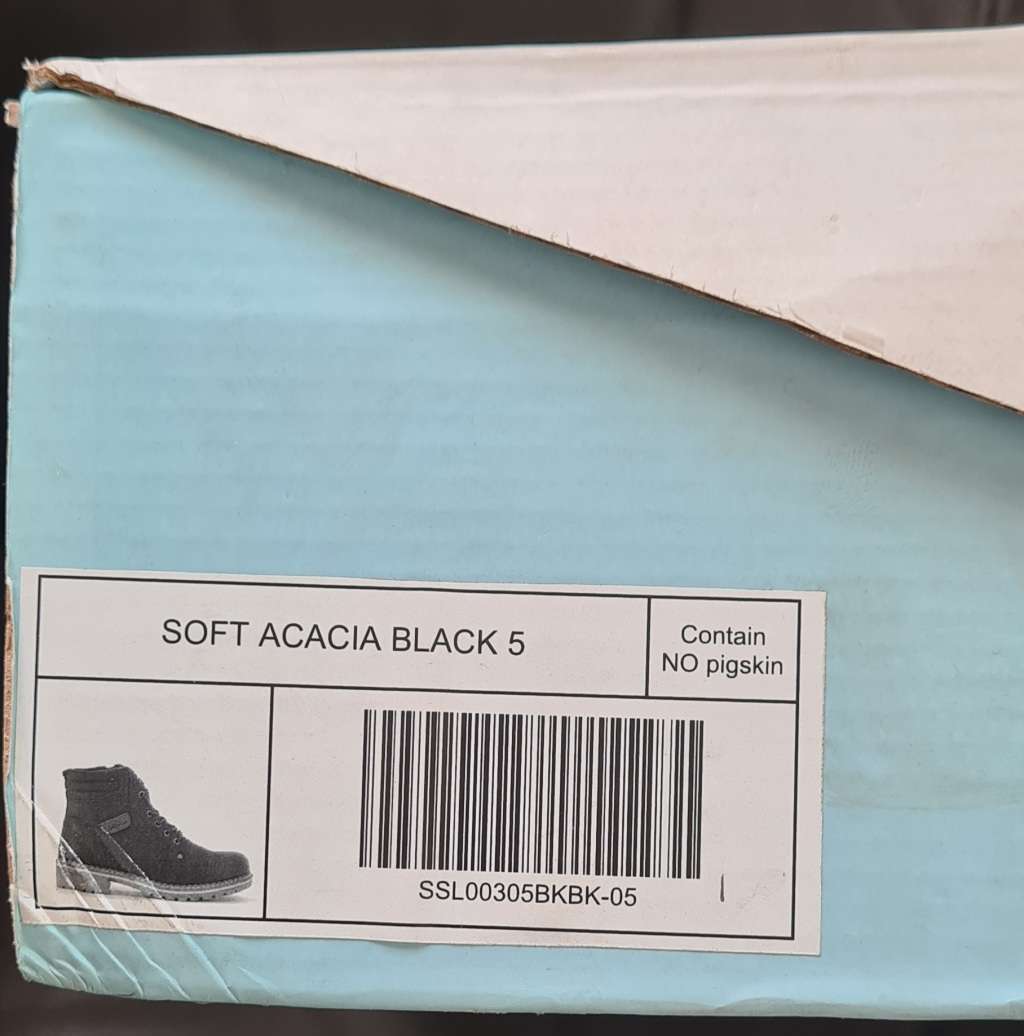 SOFT ACACIA BLACK 5
Contain
NO pigskin
SSL00305BKBK-05